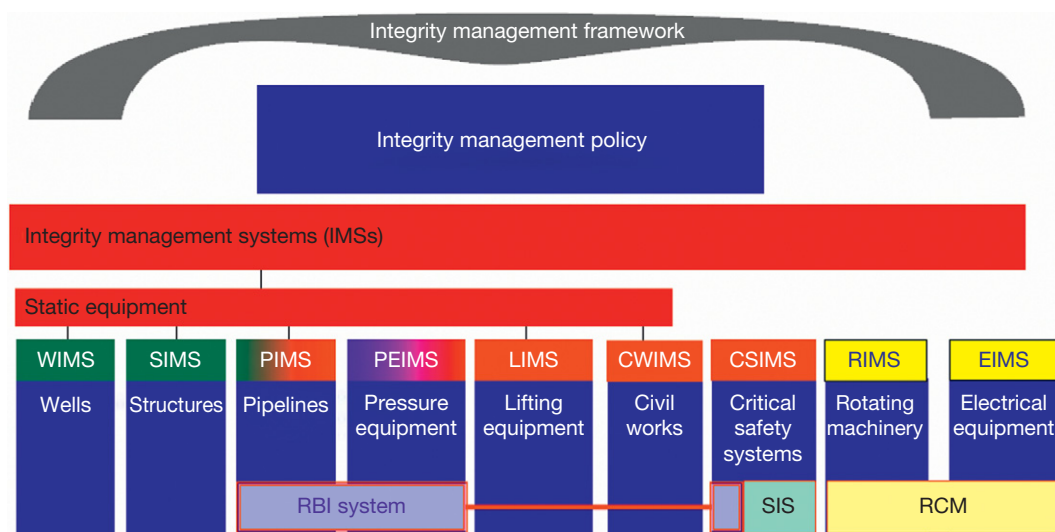 Integrity management framework
Integrity management policy
Integrity management systems (IMSs)
Static equipment
WIMS
SIMS
PIMS
PEIMS
LIMS
CWIMS
CSIMS
RIMS
EIMS
Wells
Structures
Pipelines
Pressure
equipment
Lifting
equipment
Civil
works
Critical
safety
systems
Rotating
machinery
Electrical
equipment
RBI system
SIS
RCM